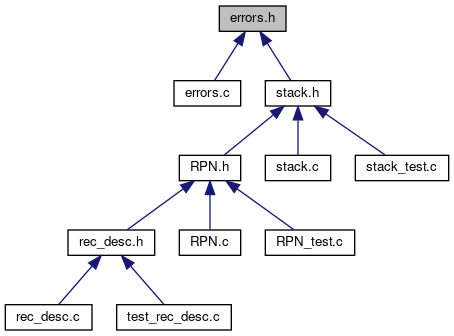 errors.h
errors.c
stack.h
RPN.h
stack.c
stack_test.c
rec_desc.h
RPN.c
RPN_test.c
rec_desc.c
test_rec_desc.c